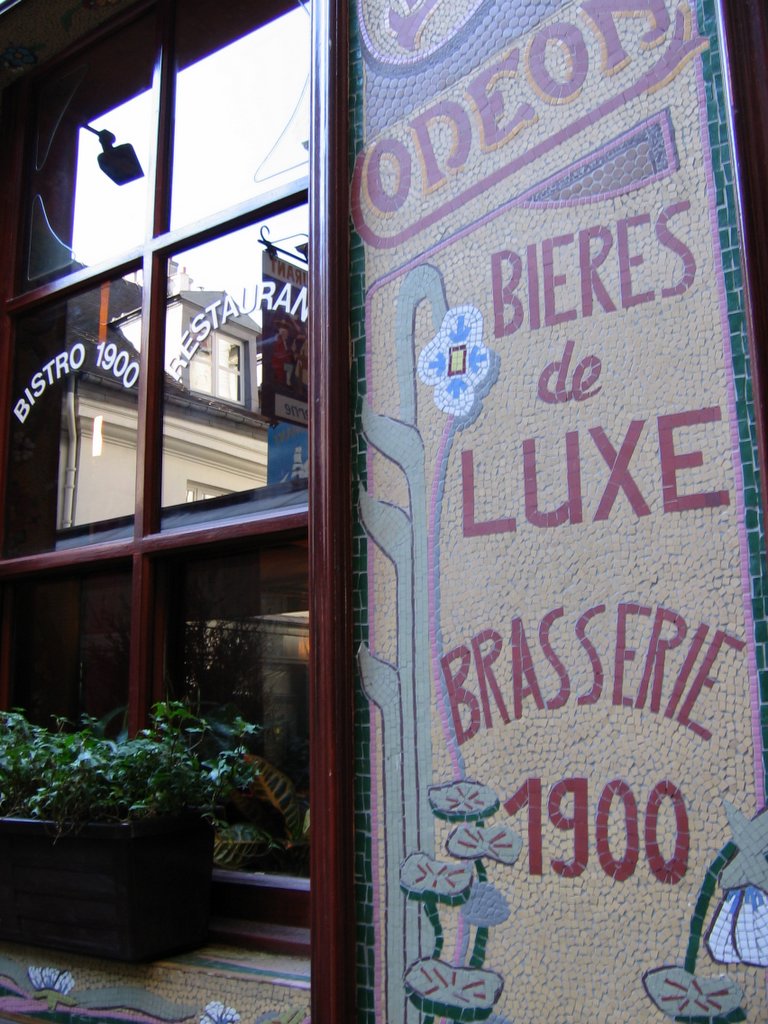 BISTRO 1900 RESTAURAN
ODEON
BIERES
de
LUXE
BRASSERIE
1900